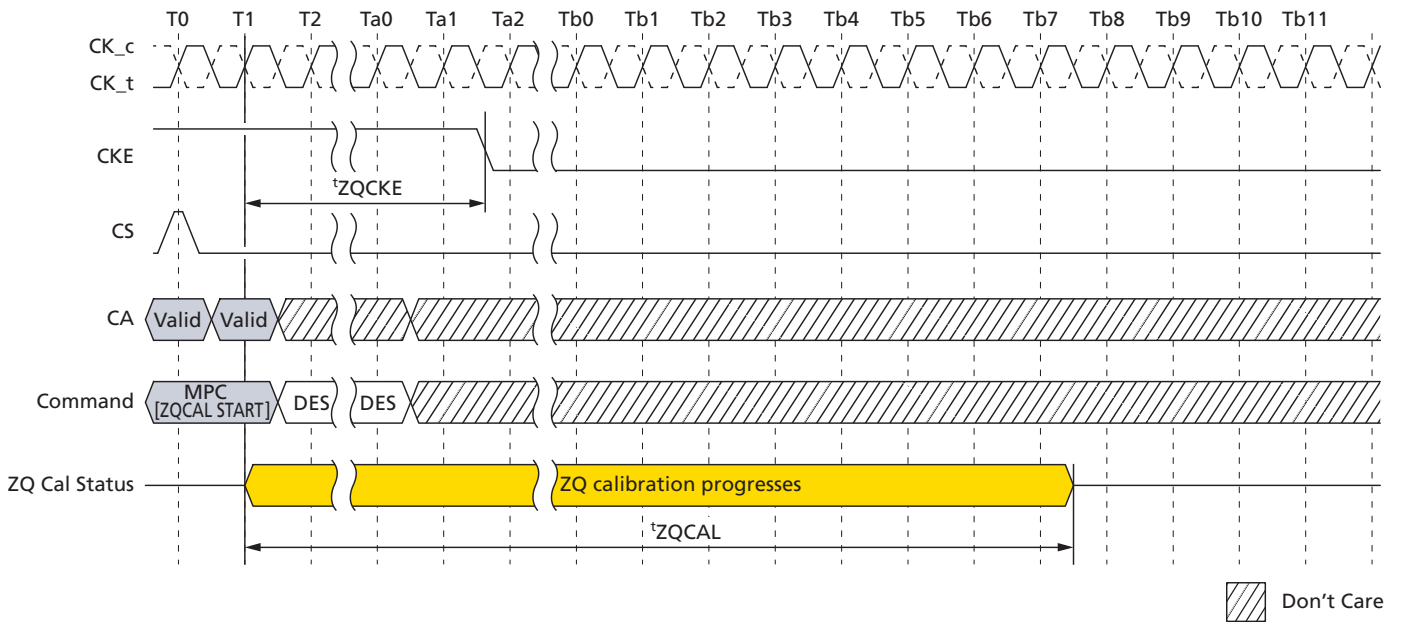 T0 T1 T2 Ta0 Ta1 Ta2 Tb0 Tb1 Tb2 Tb3 Tb4 Tb5 Tb6 Tb7 Tb8 Tb9 Tb10 Tb11
CK_c
CK_t
CKE
tZQCKE
CS
CA Valid Valid
Command MPC [ZQCAL START] DES DES
ZQ Cal Status ZQ calibration progresses
tZQCAL
Don't Care